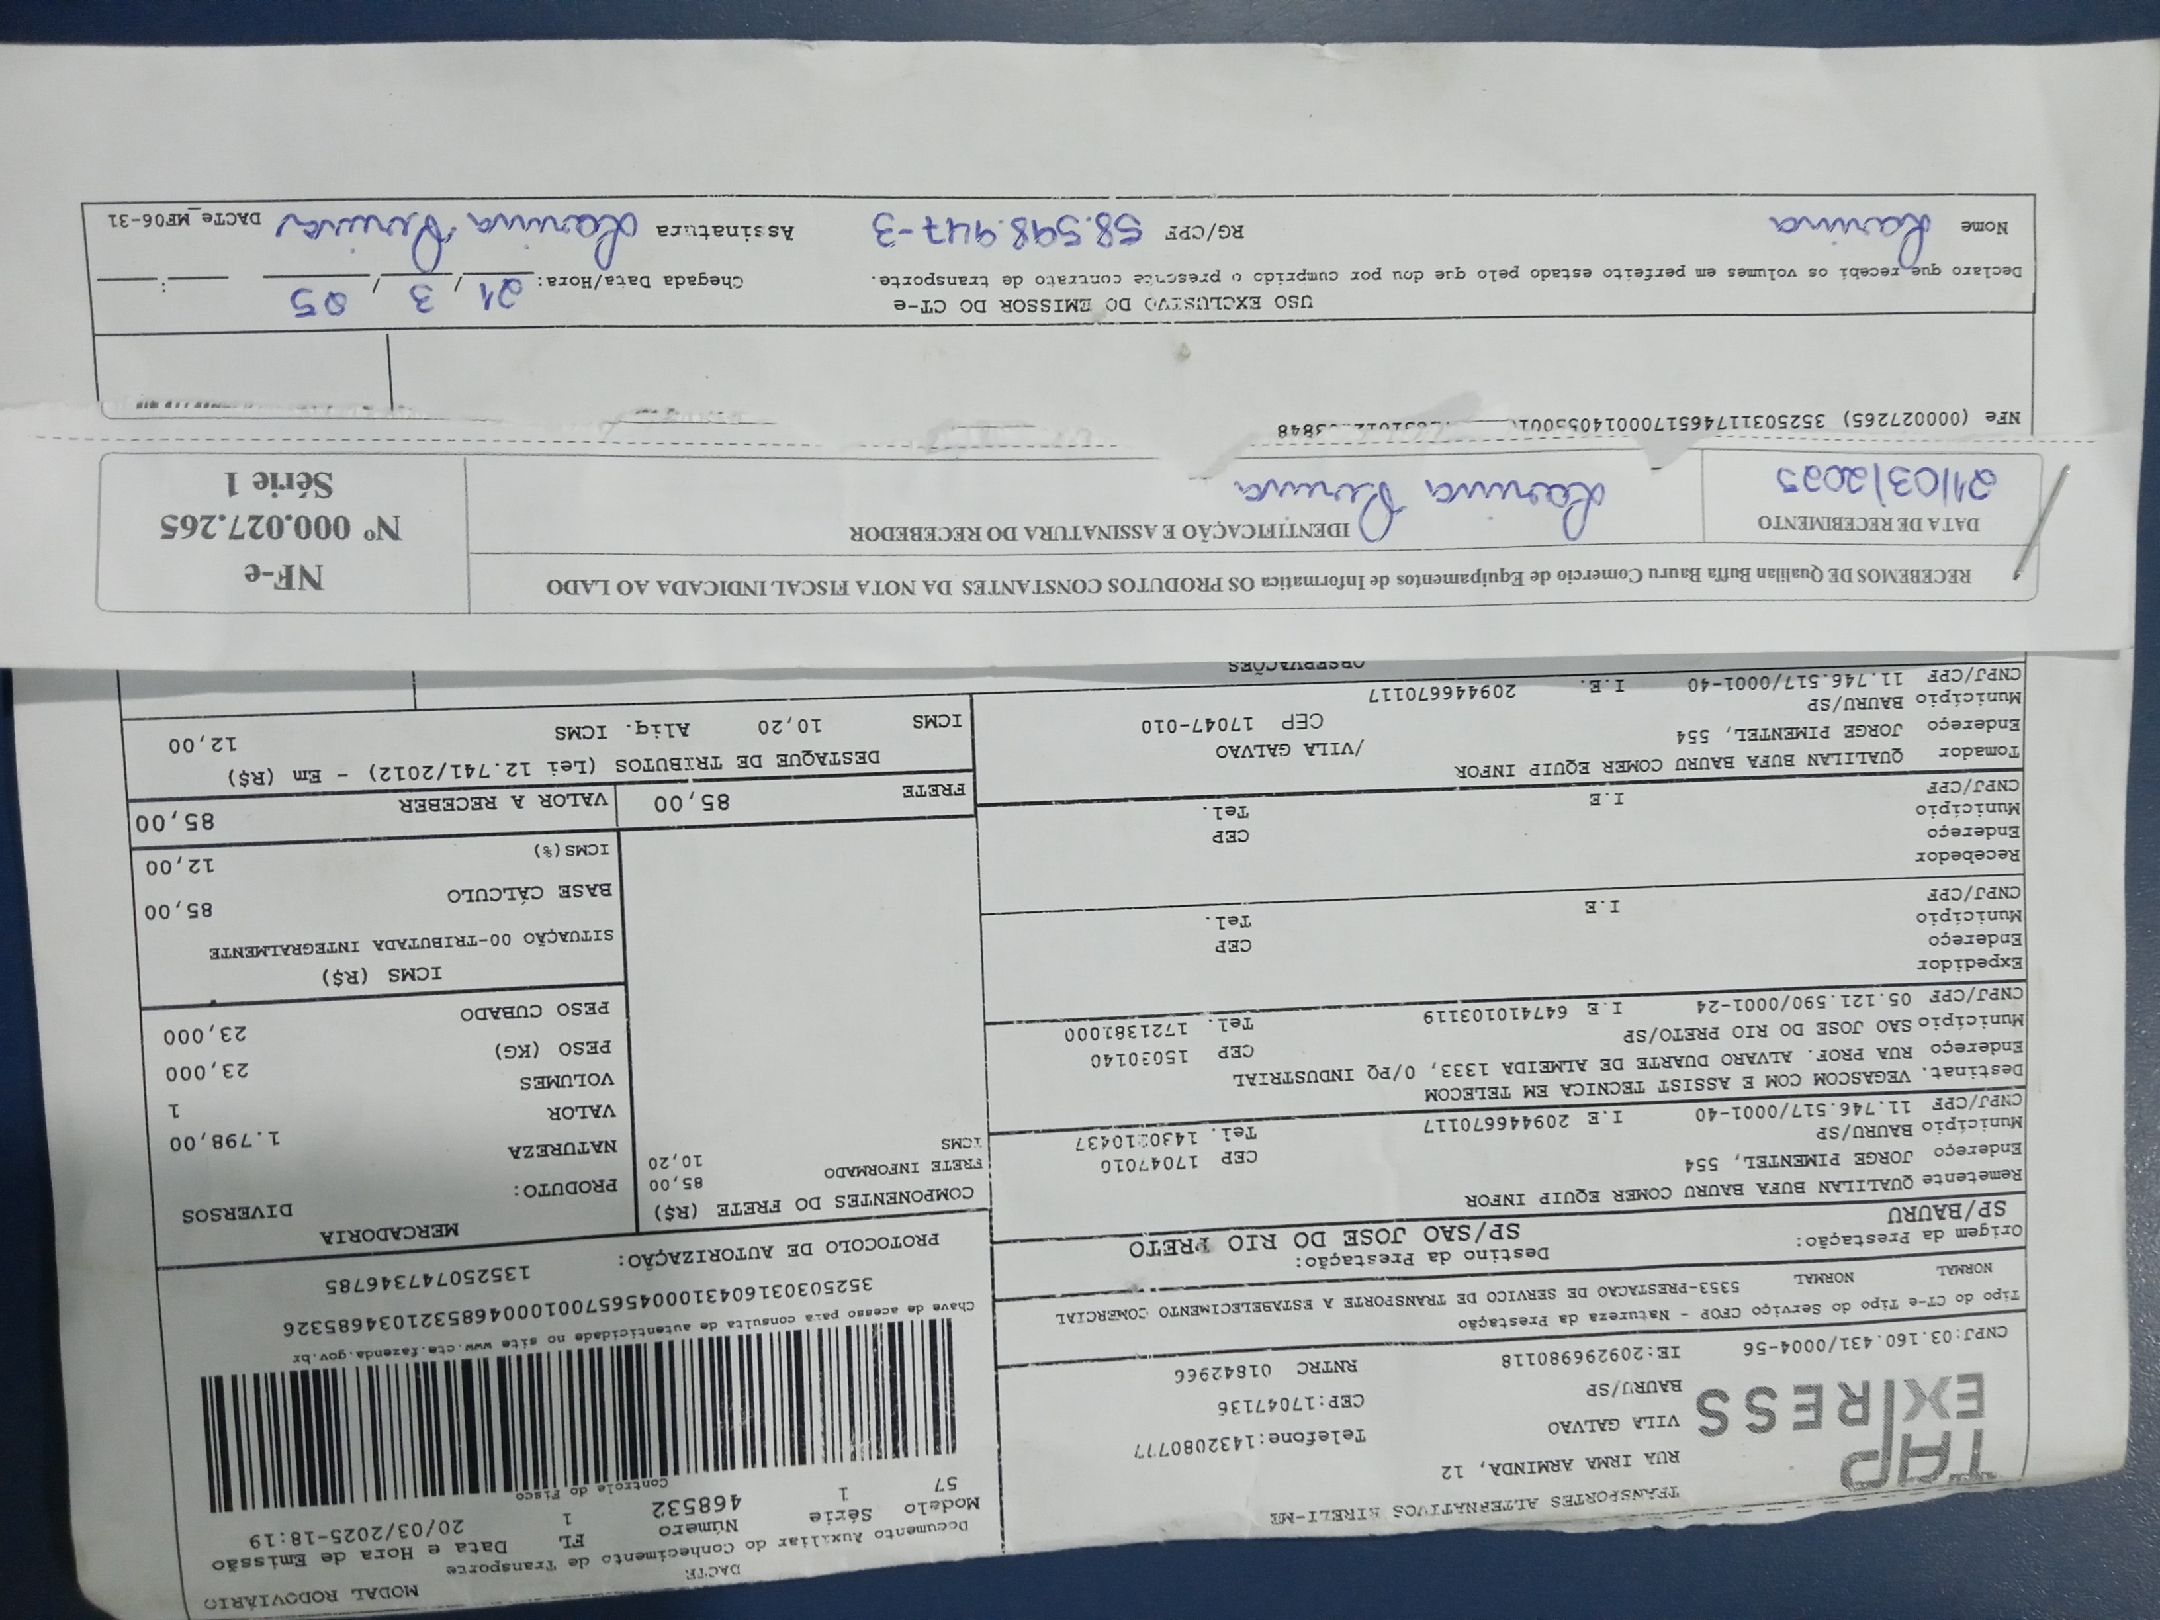 DACTE
MODAL RODOVIÁRIO
Documento Auxiliar do Conhecimento de Transporte
Modelo Série Número FL Data e Hora de Emissão
57 1 468532 1 20/03/2025-18:19
Controle do Fisco
TRANSPORTES ALTERNATIVOS EIRELI-ME
TAP
EXPRESS
RUA IRMA ARMINDA, 12
VILA GALVAO Telefone:1432080777
BAURU/SP CEP:17047136
CNPJ:03.160.431/0004-56 IE:209296980118 RNTRC 01842966
Chave de acesso para consulta de autenticidade no site www.cte.fazenda.gov.br
35250303160431000456570010004685321034685326
PROTOCOLO DE AUTORIZAÇÃO: 135250747346785
Tipo do CT-e Tipo do Serviço CFOP - Natureza da Prestação
NORMAL NORMAL 5353-PRESTACAO DE SERVICO DE TRANSPORTE A ESTABELECIMENTO COMERCIAL
Origem da Prestação: Destino da Prestação:
SP/BAURU SP/SAO JOSE DO RIO PRETO
Remetente QUALILAN BUFA BAURU COMER EQUIP INFOR
Endereço JORGE PIMENTEL, 554
Município BAURU/SP CEP 17047010
CNPJ/CPF 11.746.517/0001-40 I.E 209446670117 Tel. 1430210437
Destinat. VEGASCOM COM E ASSIST TECNICA EM TELECOM
Endereço RUA PROF. ALVARO DUARTE DE ALMEIDA 1333, 0/PQ INDUSTRIAL
Município SAO JOSE DO RIO PRETO/SP CEP 15030140
CNPJ/CPF 05.121.590/0001-24 I.E 647410103119 Tel. 1721381000
Expedidor
Endereço
Município CEP
CNPJ/CPF I.E Tel.
Recebedor
Endereço
Município CEP
CNPJ/CPF I.E Tel.
Tomador QUALILAN BUFA BAURU COMER EQUIP INFOR
Endereço JORGE PIMENTEL, 554 /VILA GALVAO
Município BAURU/SP CEP 17047-010
CNPJ/CPF 11.746.517/0001-40 I.E. 209446670117
OBSERVAÇÕES
COMPONENTES DO FRETE (R$)
FRETE INFORMADO 85,00
ICMS 10,20
MERCADORIA
PRODUTO: DIVERSOS
NATUREZA
VALOR 1.798,00
VOLUMES 1
PESO (KG) 23,000
PESO CUBADO 23,000
ICMS (R$)
SITUAÇÃO 00-TRIBUTADA INTEGRALMENTE
BASE CÁLCULO 85,00
ICMS(%) 12,00
FRETE 85,00 VALOR A RECEBER 85,00
DESTAQUE DE TRIBUTOS (Lei 12.741/2012) - Em (R$)
ICMS 10,20 Aliq. ICMS 12,00
RECEBEMOS DE Qualilan Buffa Bauru Comercio de Equipamentos de Informatica OS PRODUTOS CONSTANTES DA NOTA FISCAL INDICADA AO LADO
NF-e
Nº 000.027.265
Série 1
DATA DE RECEBIMENTO IDENTIFICAÇÃO E ASSINATURA DO RECEBEDOR
21/03/2025 Karina
NFe (000027265) 3525031174651700014055001 3848
USO EXCLUSIVO DO EMISSOR DO CT-e
Declaro que recebi os volumes em perfeito estado pelo que dou por cumprido o presente contrato de transporte. Chegada Data/Hora: 21 / 3 / 25 :
Nome Karina RG/CPF 58.598.947-3 Assinatura Karina DACTe_MF06-31